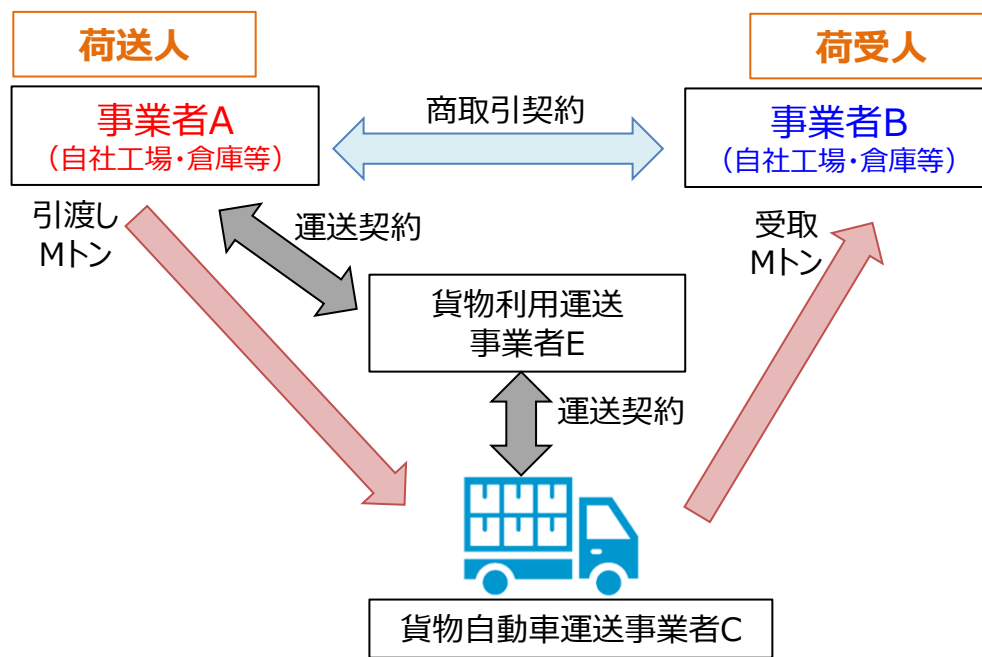 荷送人
荷受人
事業者A
（自社工場・倉庫等）
商取引契約
事業者B
（自社工場・倉庫等）
引渡し
Mトン
運送契約
受取
Mトン
貨物利用運送
事業者E
運送契約
貨物自動車運送事業者C